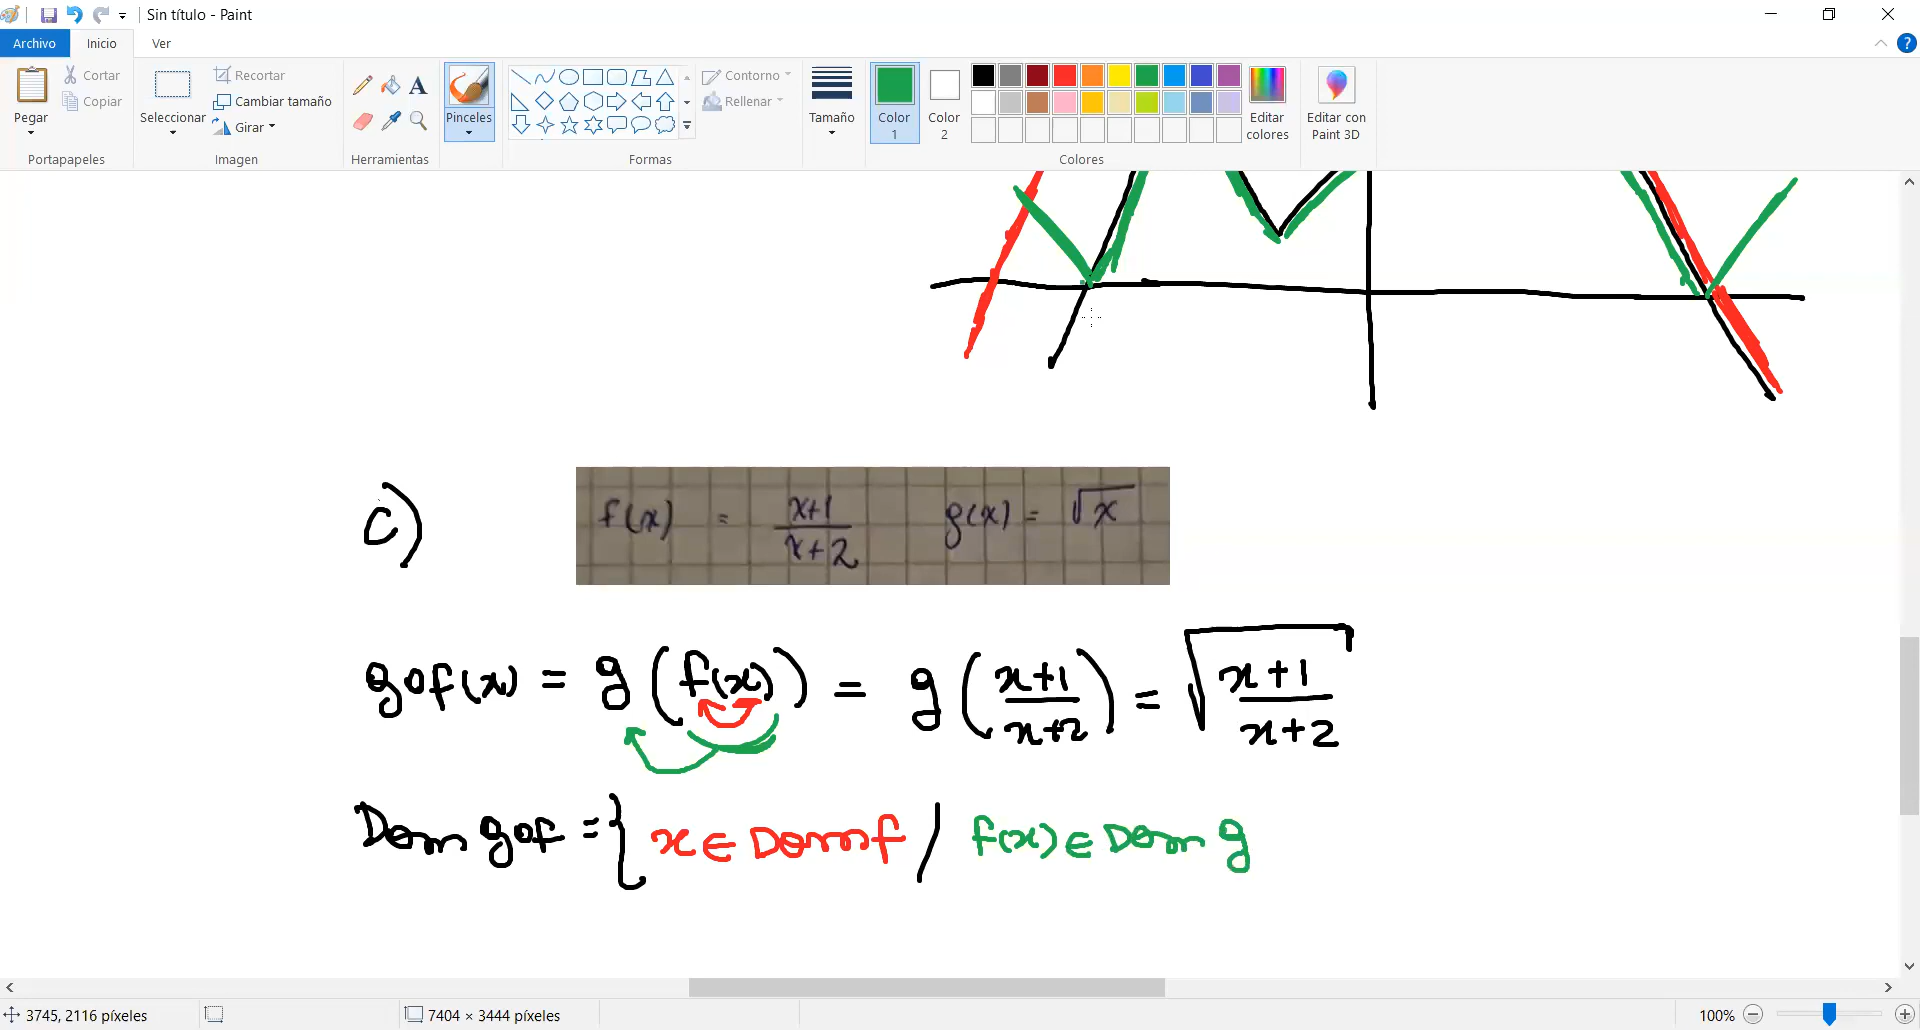 Sin título - Paint
Archivo Inicio Ver
Pegar
Cortar
Copiar
Portapapeles
Seleccionar
Recortar
Cambiar tamaño
Girar
Imagen
A
Herramientas
Pinceles
Formas
Contorno
Rellenar
Tamaño
Color 1
Color 2
Colores
Editar colores
Editar con Paint 3D
c)
f(x) = x+1 / x+2 g(x) = √x
gof(x) = g(f(x)) = g(x+1 / x+2) = √(x+1 / x+2)
Dom gof = { x ∈ Dom f / f(x) ∈ Dom g
3745, 2116 píxeles
7404 × 3444 píxeles
100%